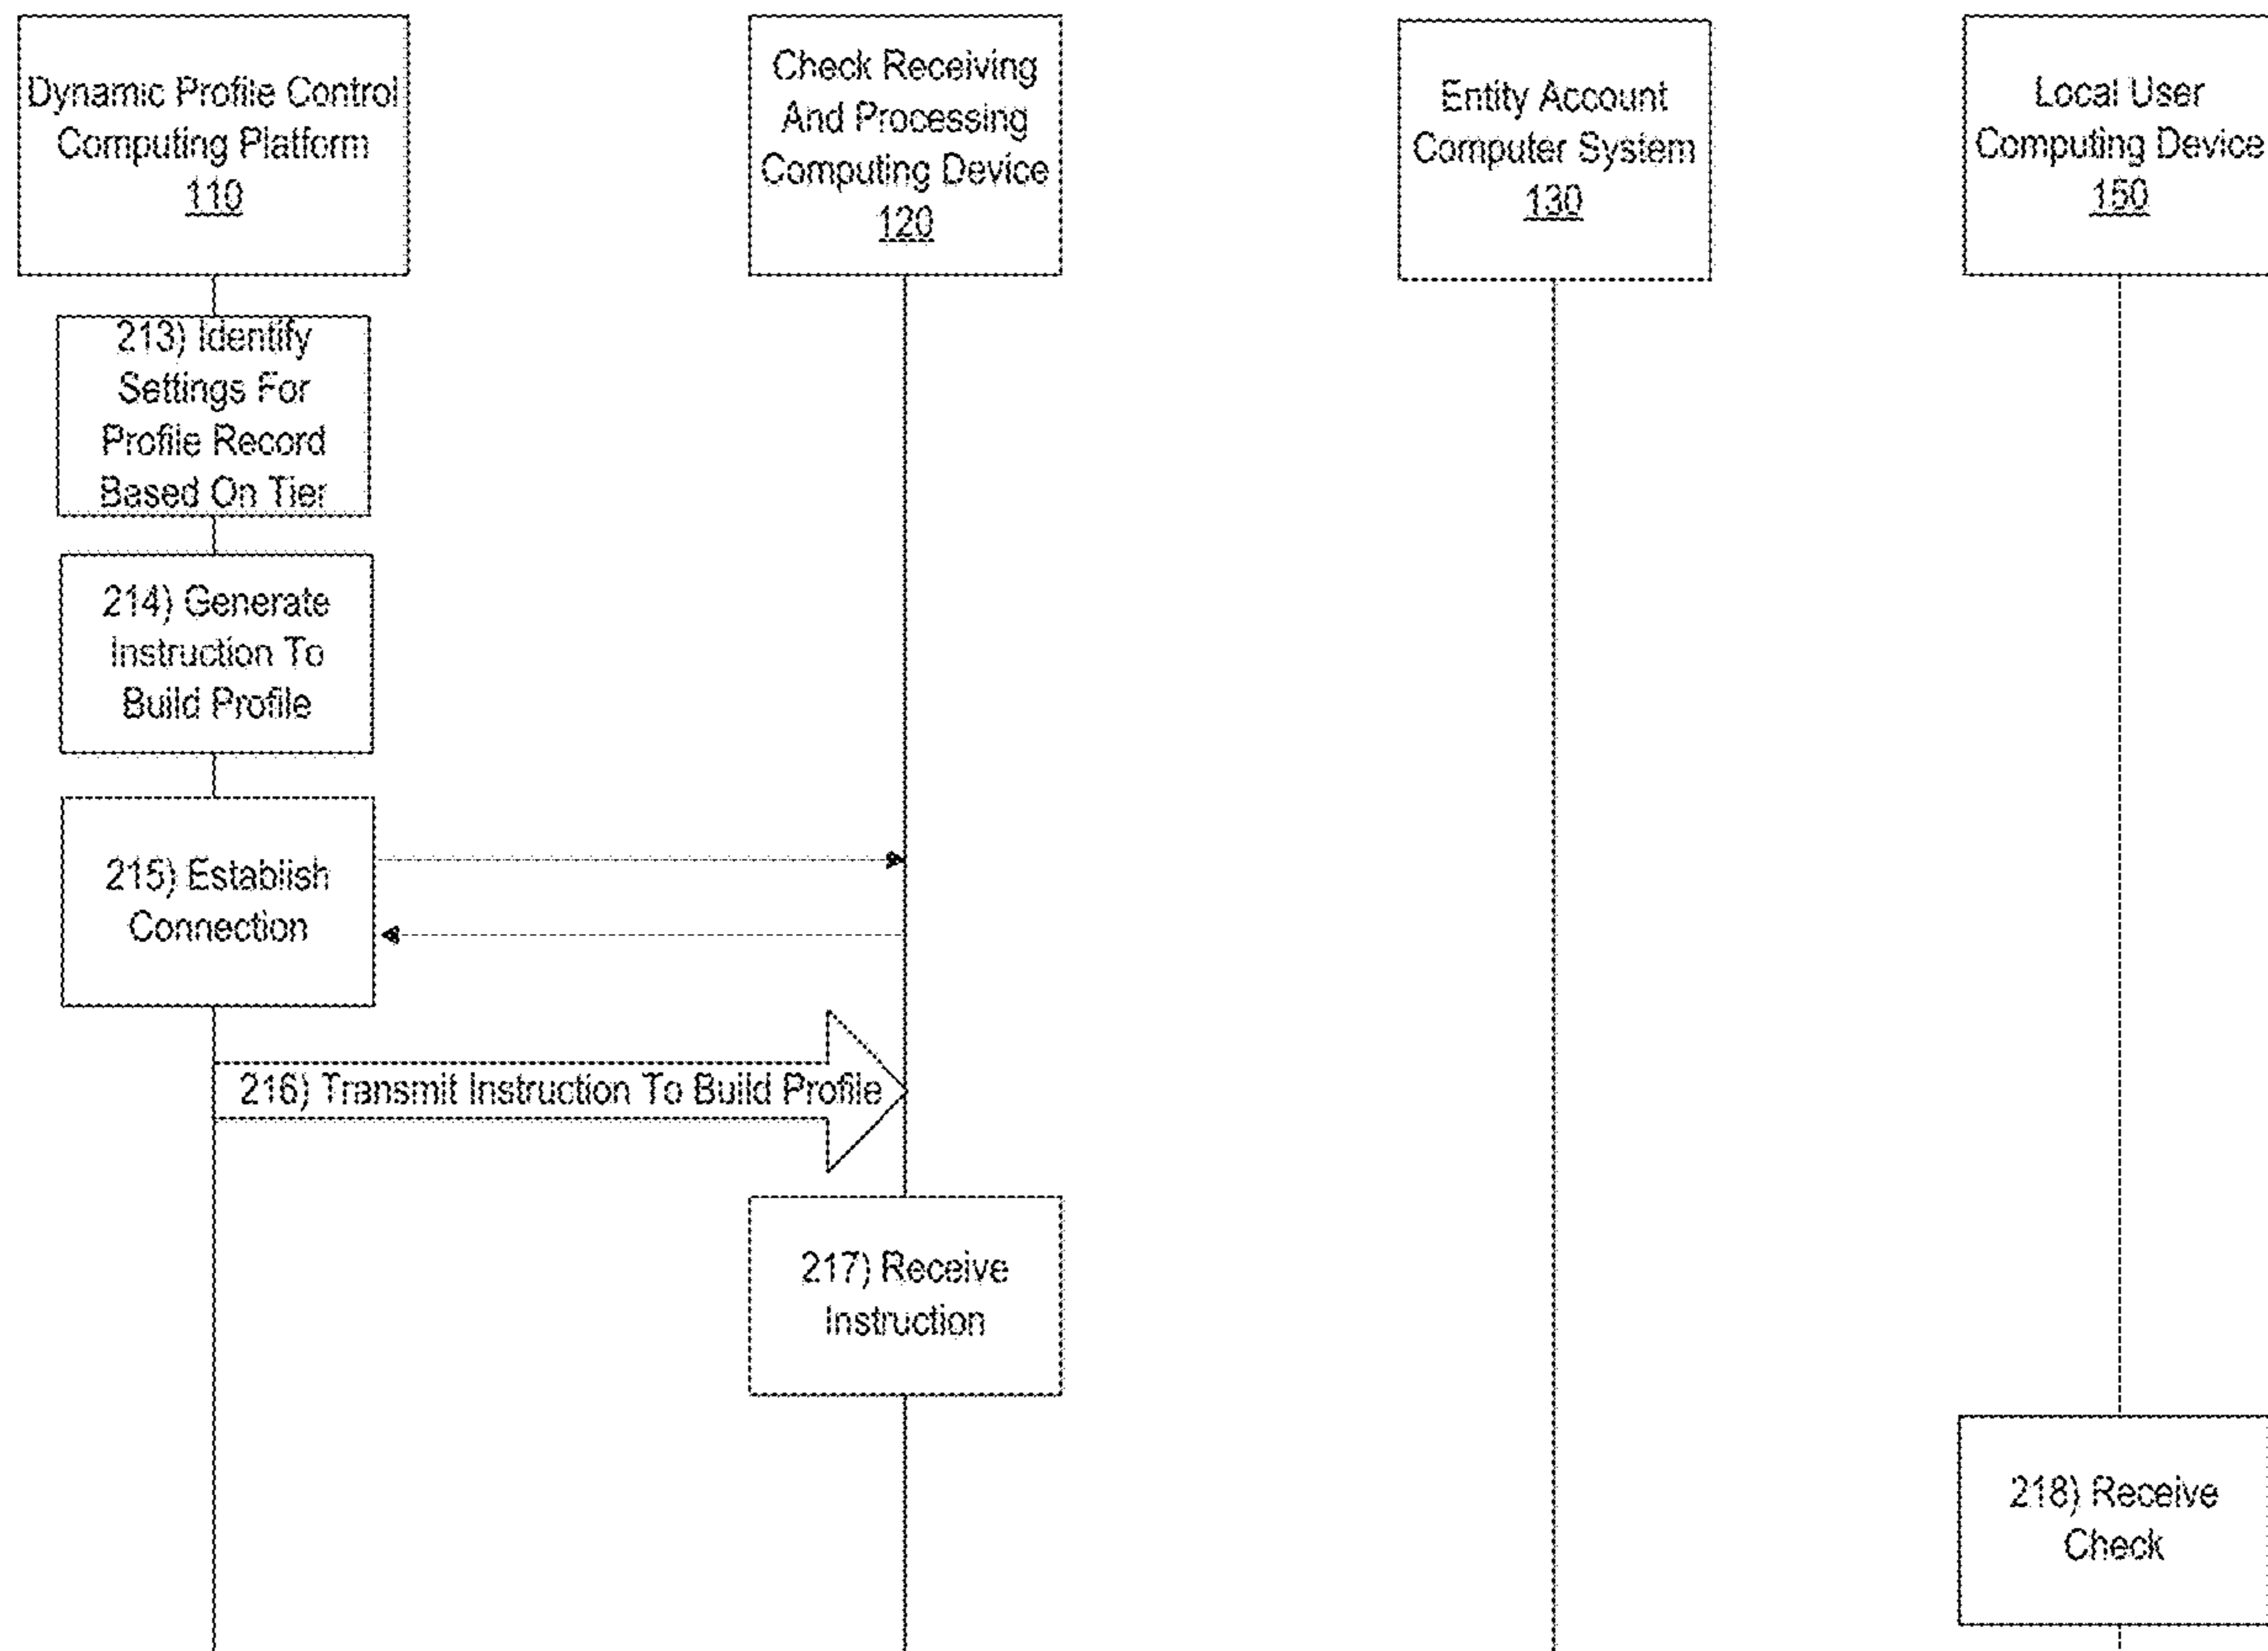 Dynamic Profile Control
Computing Platform
110
Check Receiving
And Processing
Computing Device
120
Entity Account
Computer System
130
Local User
Computing Device
150
213) Identify
Settings For
Profile Record
Based On Tier
214) Generate
Instruction To
Build Profile
215) Establish
Connection
216) Transmit Instruction To Build Profile
217) Receive
Instruction
218) Receive
Check